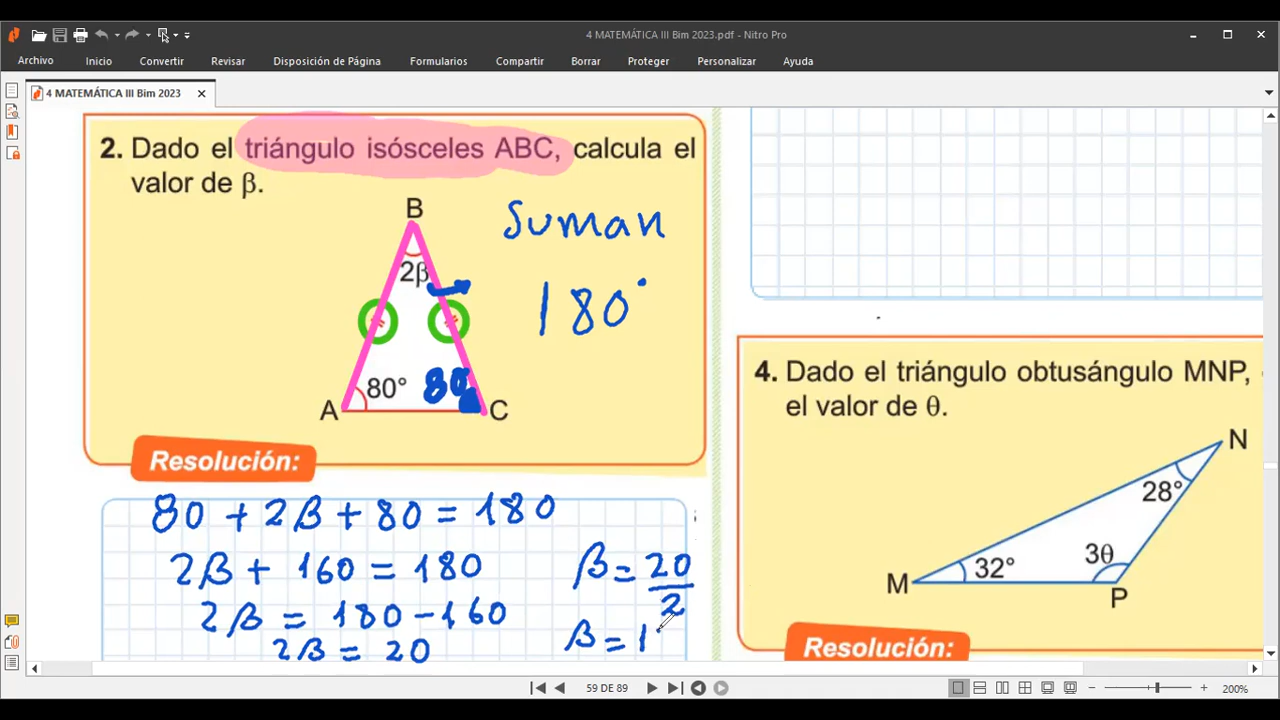 4 MATEMÁTICA III Bim 2023.pdf - Nitro Pro
Archivo Inicio Convertir Revisar Disposición de Página Formularios Compartir Borrar Proteger Personalizar Ayuda
4 MATEMÁTICA III Bim 2023
2. Dado el triángulo isósceles ABC, calcula el
valor de β.
B
2β
80°
80
A
C
Suman
180°
Resolución:
80 + 2β + 80 = 180
2β + 160 = 180
2β = 180 - 160
2β = 20
β = 20
2
β = 1
4. Dado el triángulo obtusángulo MNP,
el valor de θ.
N
28°
3θ
32°
M
P
Resolución:
59 DE 89
200%